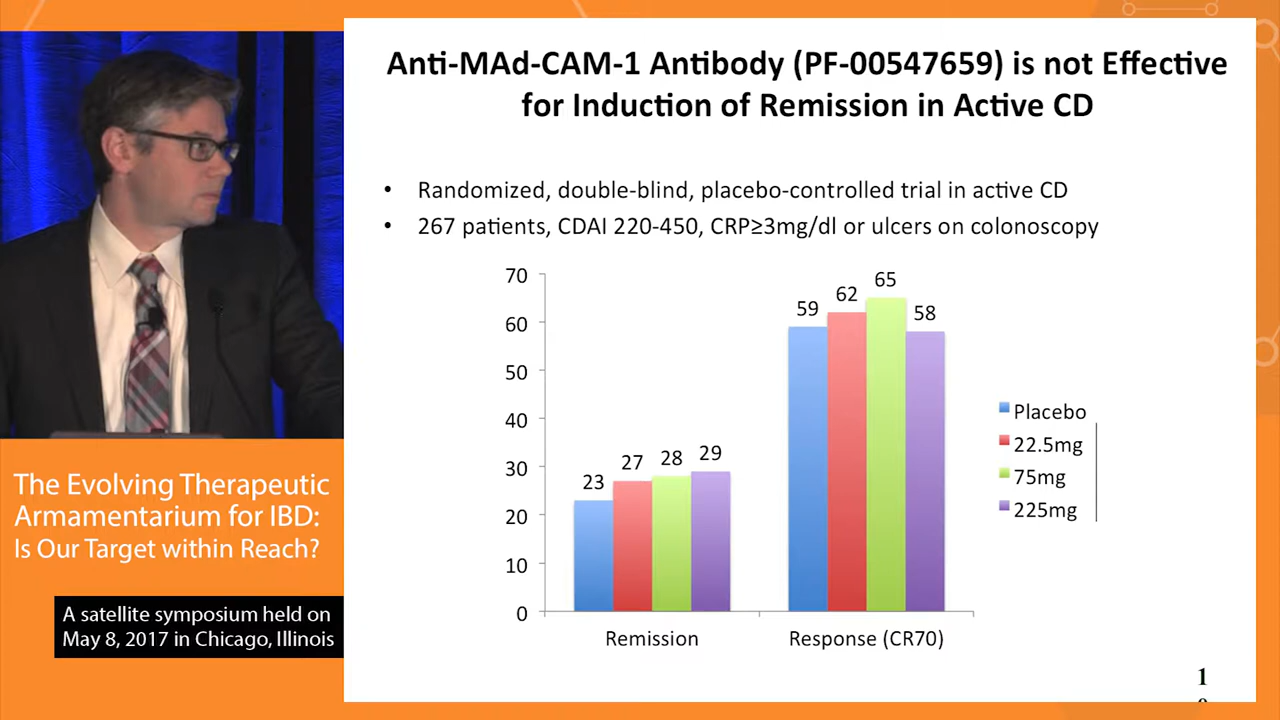 Anti-MAd-CAM-1 Antibody (PF-00547659) is not Effective
for Induction of Remission in Active CD
• Randomized, double-blind, placebo-controlled trial in active CD
• 267 patients, CDAI 220-450, CRP≥3mg/dl or ulcers on colonoscopy
70
60
50
40
30
20
10
0
23
27
28
29
59
62
65
58
Remission
Response (CR70)
Placebo
22.5mg
75mg
225mg
1
The Evolving Therapeutic
Armamentarium for IBD:
Is Our Target within Reach?
A satellite symposium held on
May 8, 2017 in Chicago, Illinois